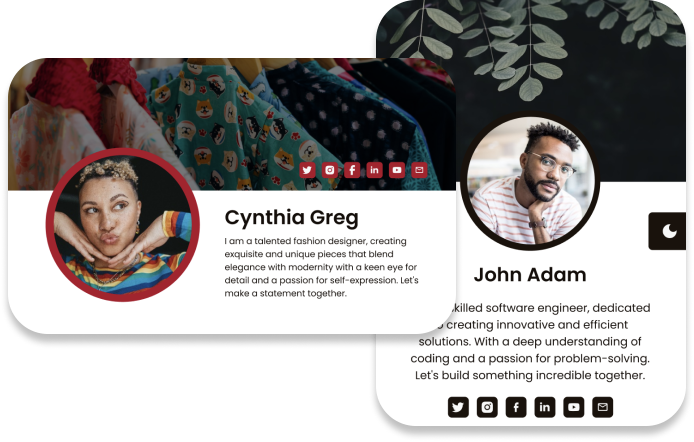 Cynthia Greg
I am a talented fashion designer, creating
exquisite and unique pieces that blend
elegance with modernity with a keen eye for
detail and a passion for self-expression. Let's
make a statement together.
John Adam
skilled software engineer, dedicated
creating innovative and efficient
solutions. With a deep understanding of
coding and a passion for problem-solving.
Let's build something incredible together.